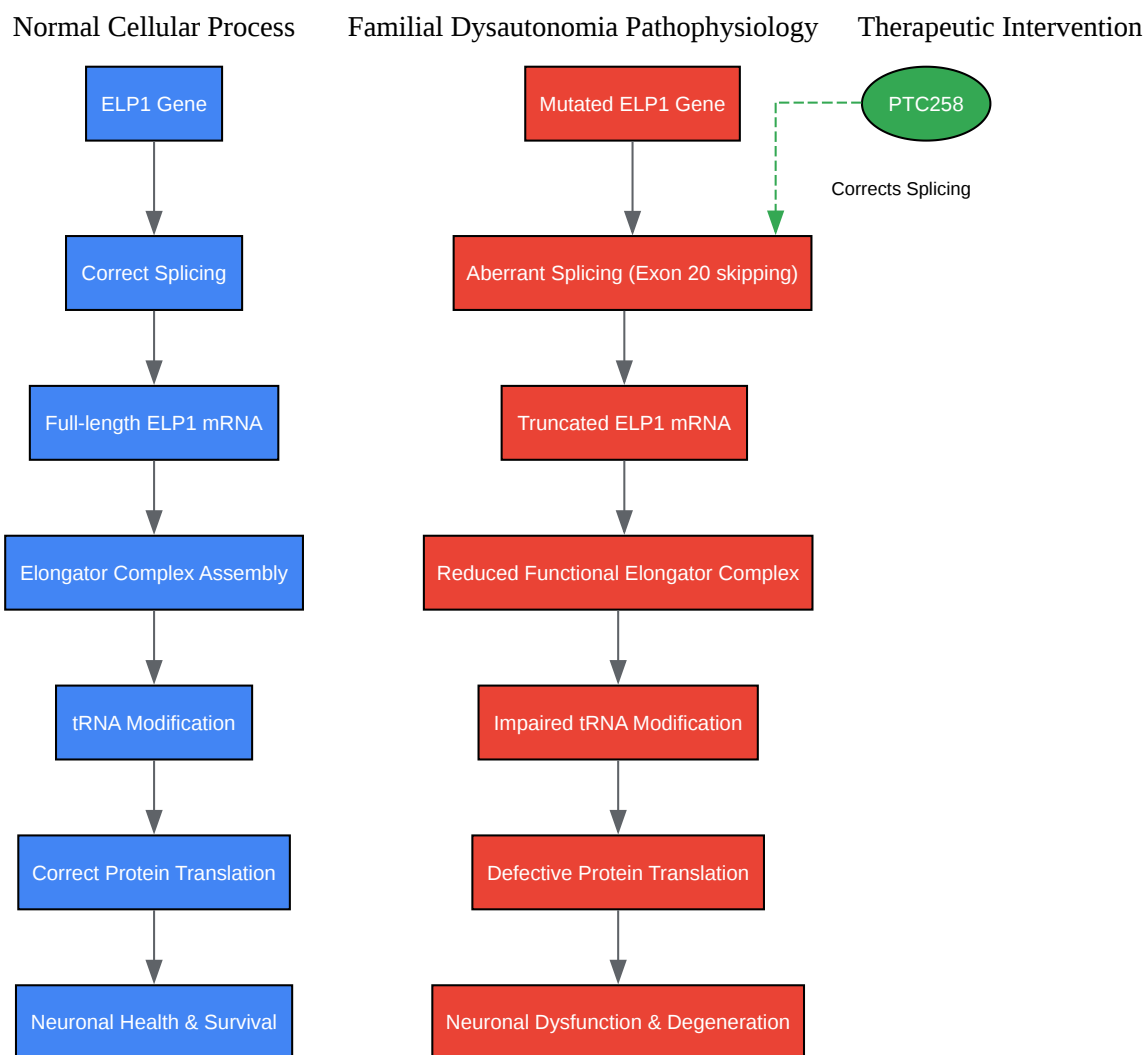 Normal Cellular Process
Familial Dysautonomia Pathophysiology
Therapeutic Intervention
ELP1 Gene
Mutated ELP1 Gene
PTC258
Corrects Splicing
Correct Splicing
Aberrant Splicing (Exon 20 skipping)
Full-length ELP1 mRNA
Truncated ELP1 mRNA
Elongator Complex Assembly
Reduced Functional Elongator Complex
tRNA Modification
Impaired tRNA Modification
Correct Protein Translation
Defective Protein Translation
Neuronal Health & Survival
Neuronal Dysfunction & Degeneration